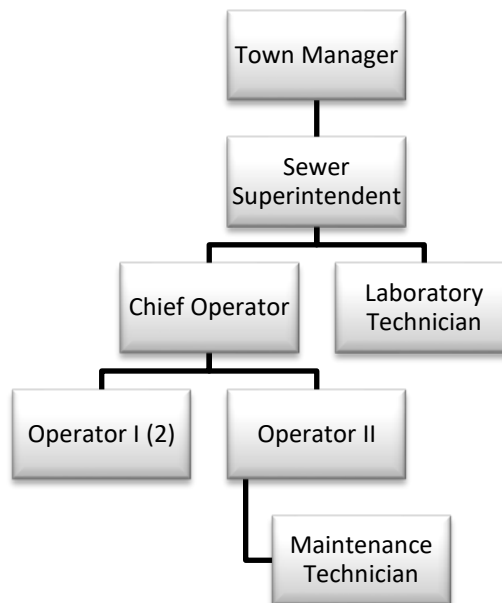 Town Manager
Sewer
Superintendent
Chief Operator
Laboratory
Technician
Operator I (2)
Operator II
Maintenance
Technician